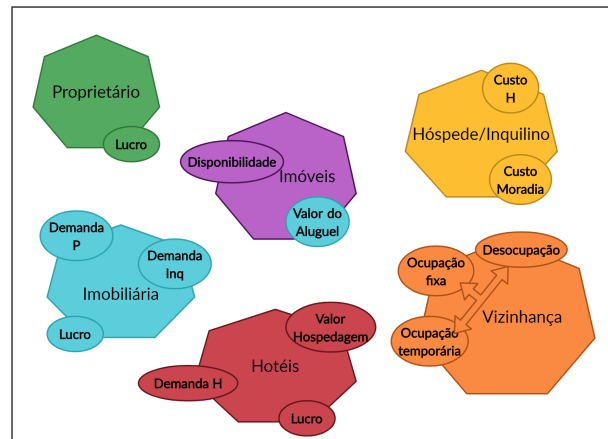 Proprietário
Lucro
Disponibilidade
Imóveis
Valor do
Aluguel
Custo
H
Hóspede/Inquilino
Custo
Moradia
Demanda
P
Demanda
Inq
Imobiliária
Lucro
Valor
Hospedagem
Hotéis
Demanda H
Lucro
Desocupação
Ocupação
fixa
Vizinhança
Ocupação
temporária